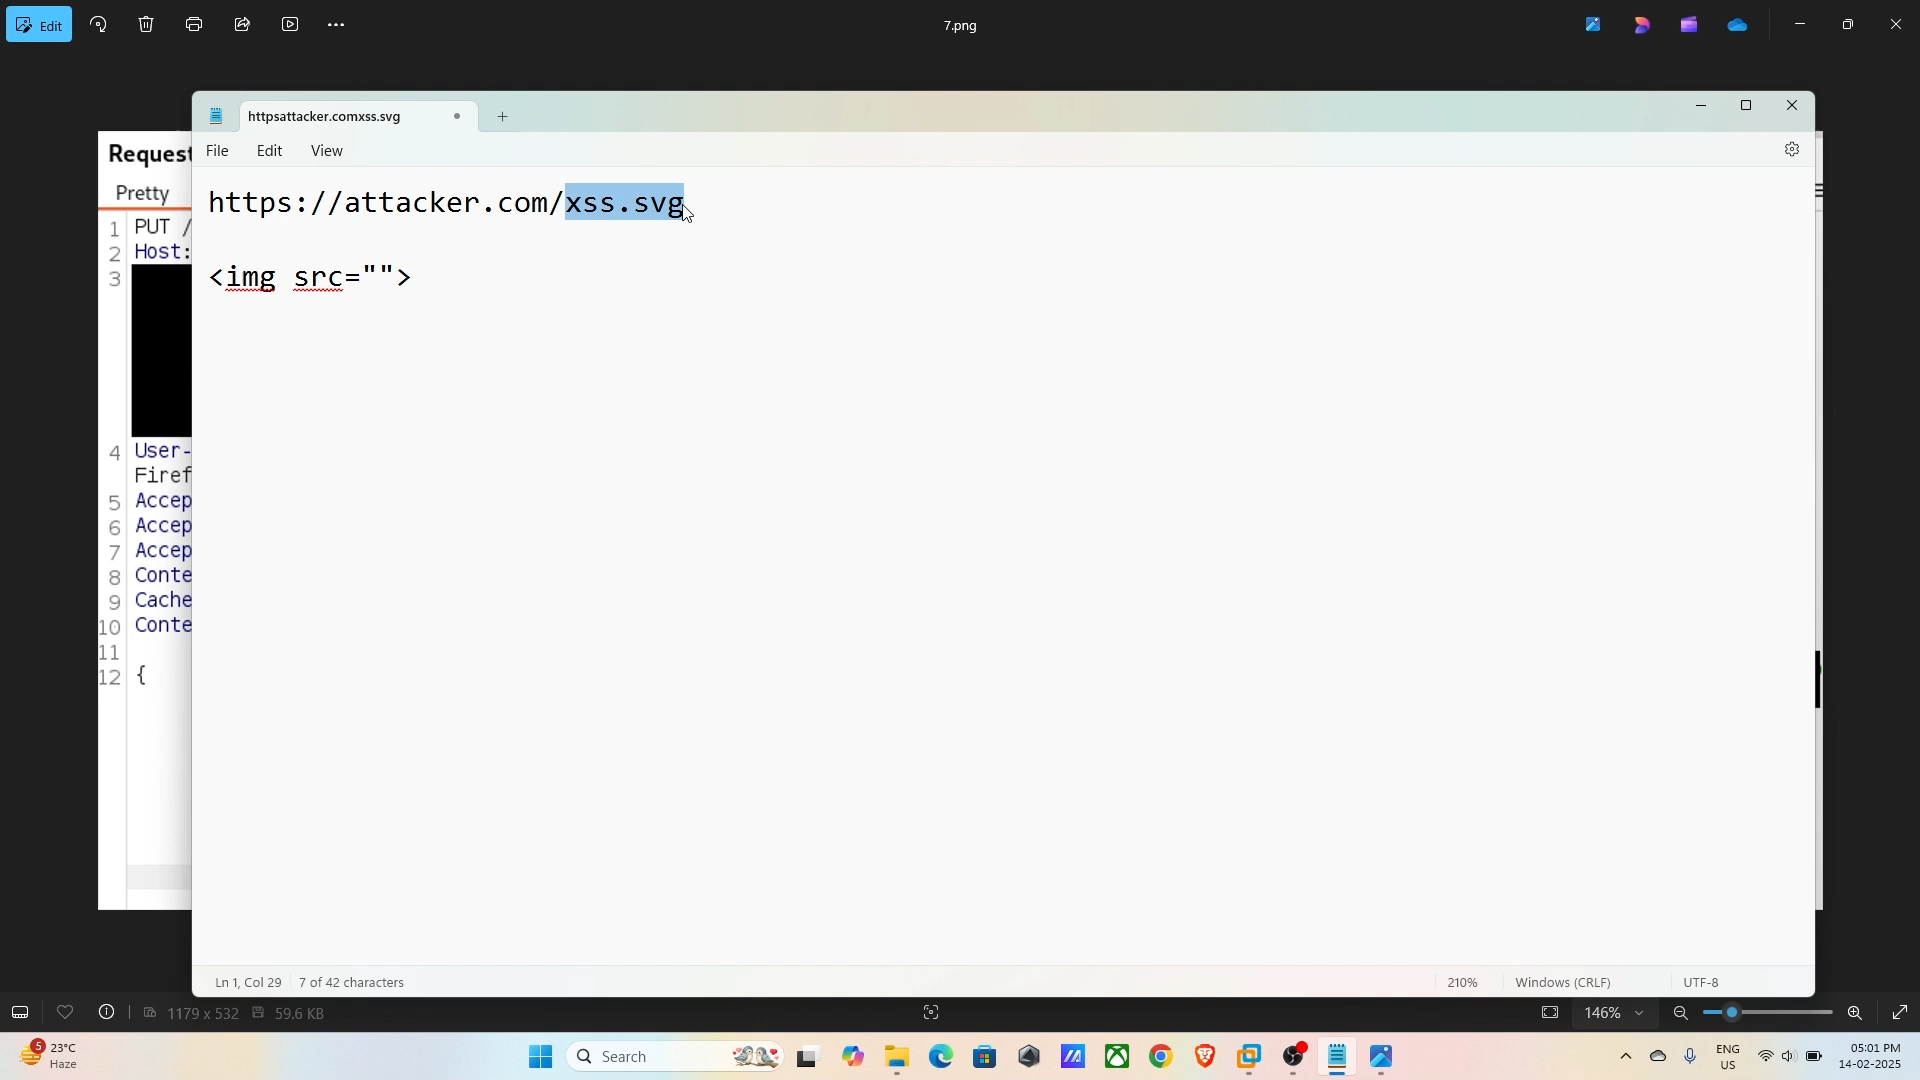 Edit
7.png
httpsattacker.comxss.svg
File Edit View
Request
Pretty
https://attacker.com/xss.svg
<img src="">
1 PUT /
2 Host:
3
4 User-
Firef
5 Accep
6 Accep
7 Accep
8 Conte
9 Cache
10 Conte
11
12 {
Ln 1, Col 29 7 of 42 characters 210% Windows (CRLF) UTF-8
1179 x 532 59.6 KB 146%
5 23°C
Haze
Search
ENG
US
05:01 PM
14-02-2025